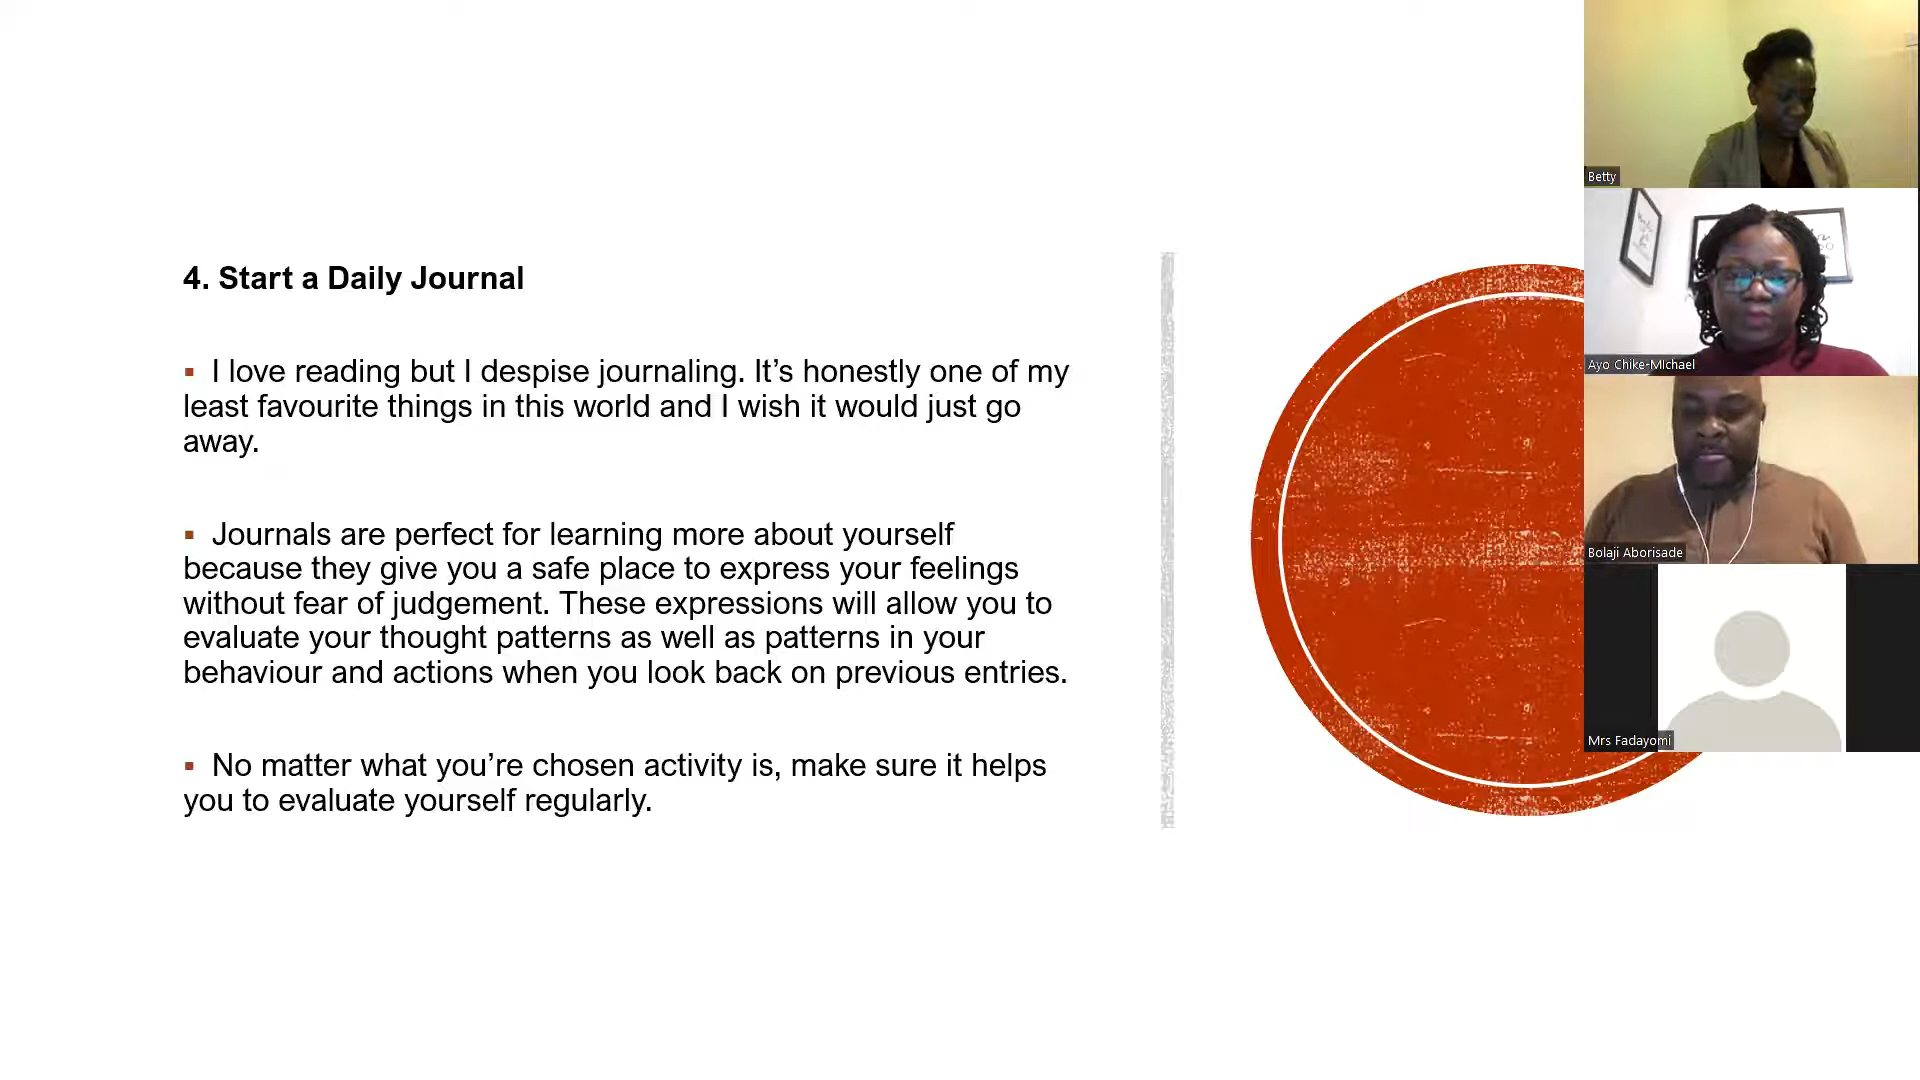 4. Start a Daily Journal
▪ I love reading but I despise journaling. It’s honestly one of my
least favourite things in this world and I wish it would just go
away.
▪ Journals are perfect for learning more about yourself
because they give you a safe place to express your feelings
without fear of judgement. These expressions will allow you to
evaluate your thought patterns as well as patterns in your
behaviour and actions when you look back on previous entries.
▪ No matter what you’re chosen activity is, make sure it helps
you to evaluate yourself regularly.
Betty
Ayo Chike-Michael
Bolaji Aborisade
Mrs Fadayomi